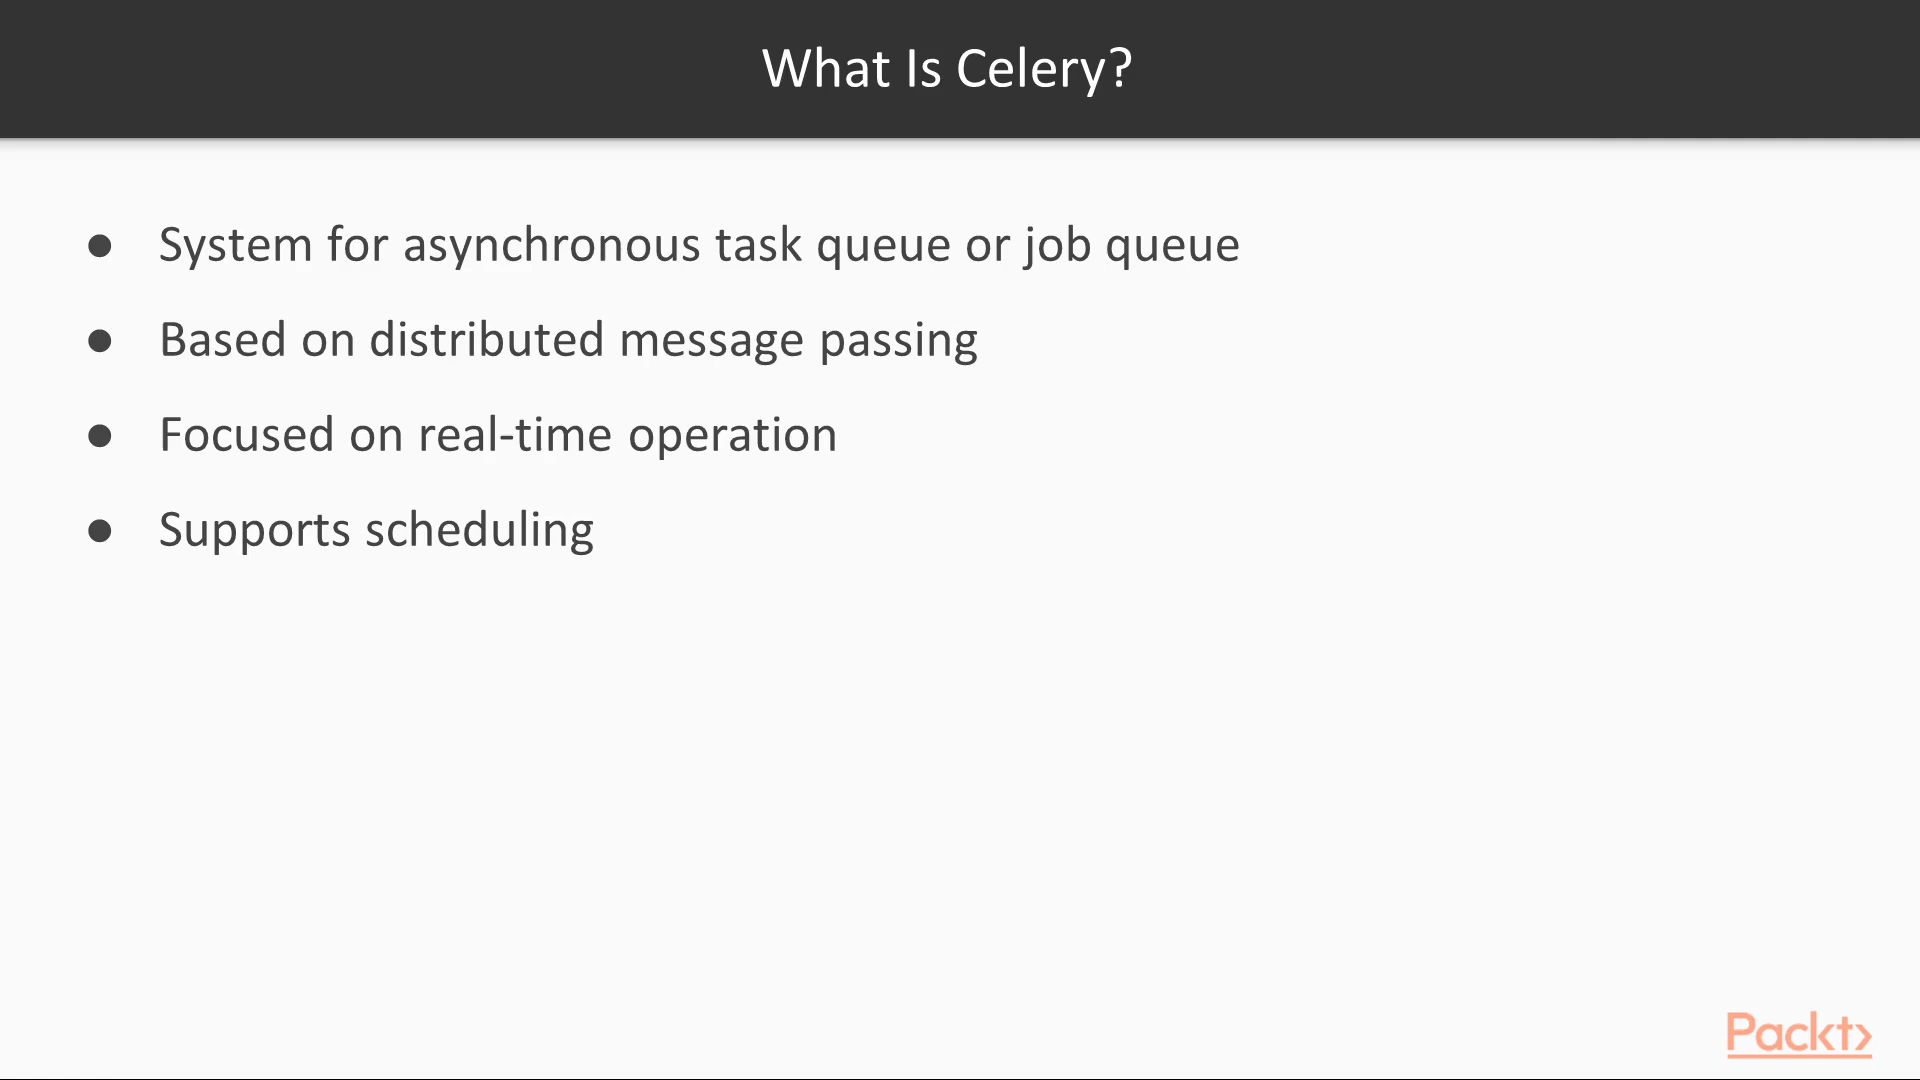 What Is Celery?
● System for asynchronous task queue or job queue
● Based on distributed message passing
● Focused on real-time operation
● Supports scheduling
Packt>